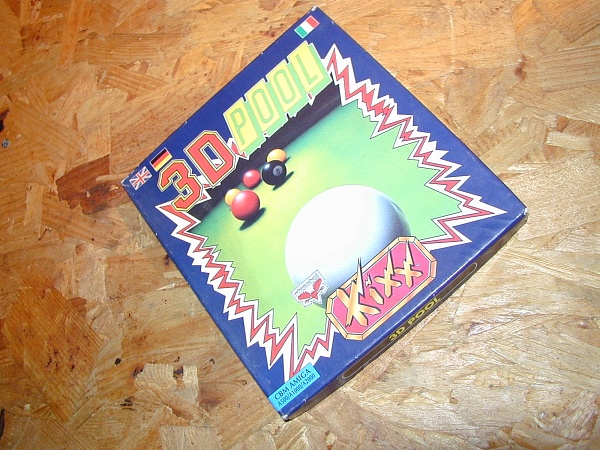 3D POOL
Kixx
CBM AMIGA
3D POOL